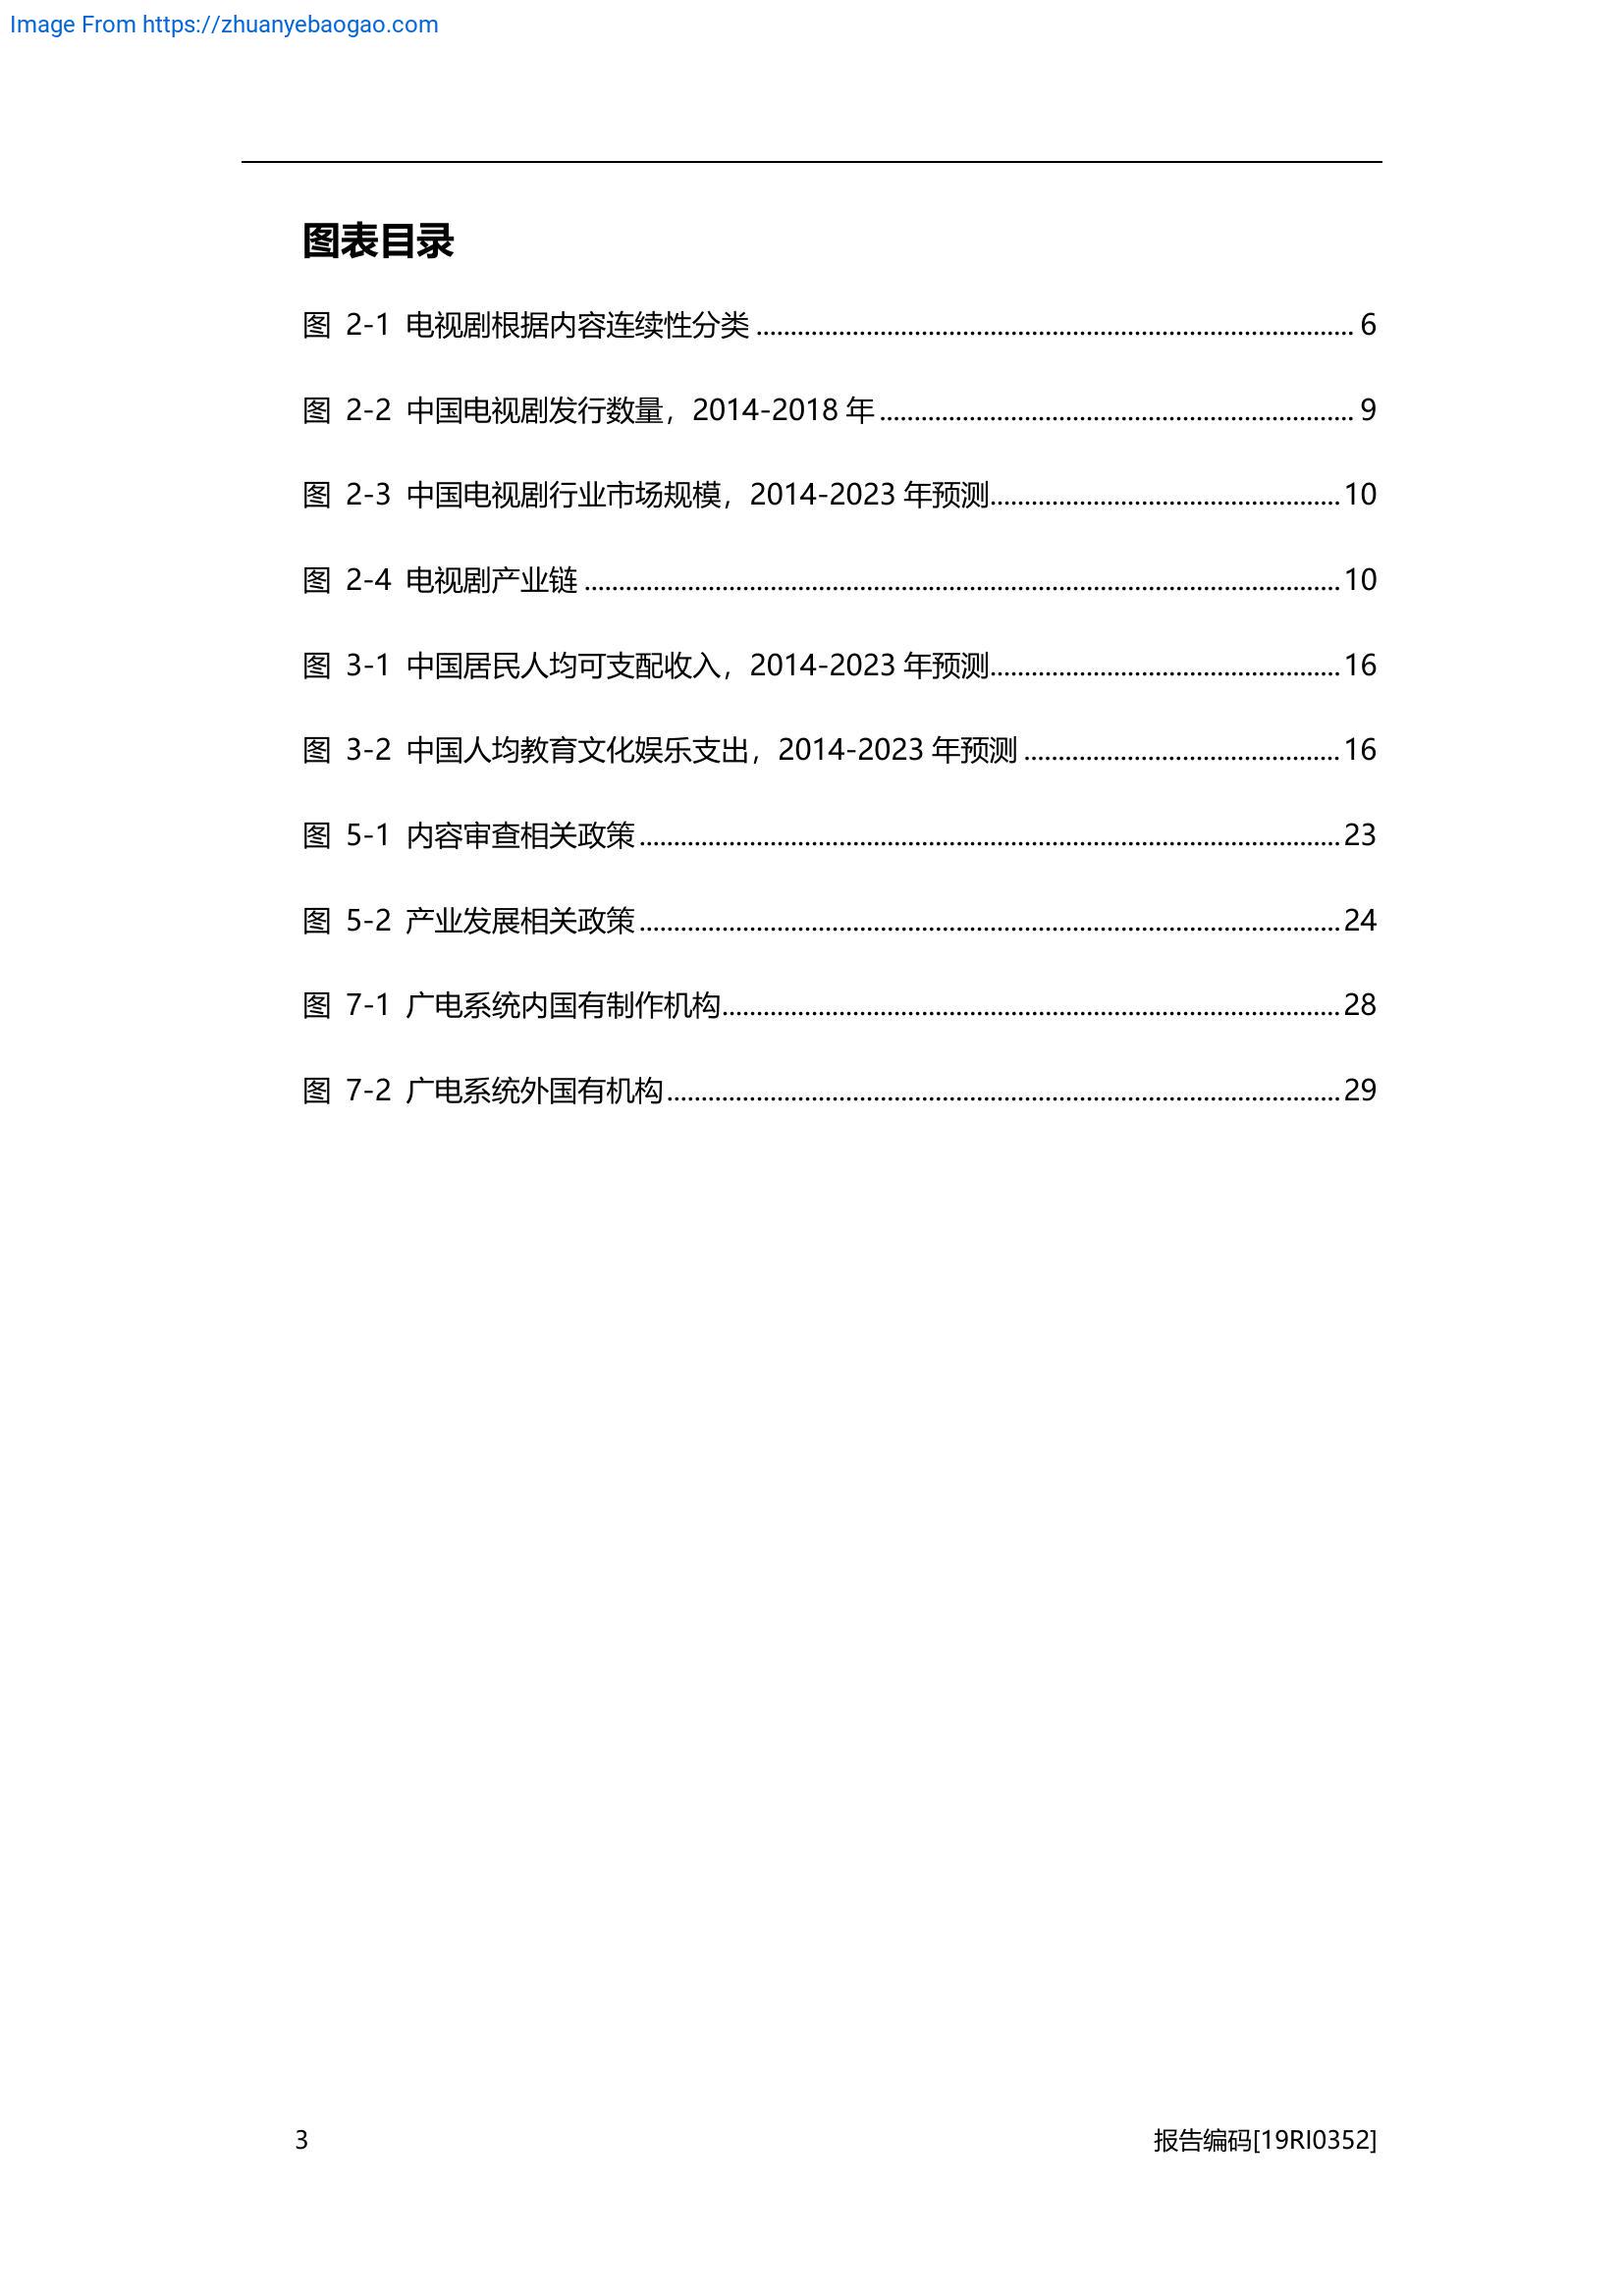 Image From https://zhuanyebaogao.com
图表目录
图 2-1 电视剧根据内容连续性分类 ........................................ 6
图 2-2 中国电视剧发行数量，2014-2018 年 ........................................ 9
图 2-3 中国电视剧行业市场规模，2014-2023 年预测 ........................................ 10
图 2-4 电视剧产业链 ........................................ 10
图 3-1 中国居民人均可支配收入，2014-2023 年预测 ........................................ 16
图 3-2 中国人均教育文化娱乐支出，2014-2023 年预测 ........................................ 16
图 5-1 内容审查相关政策 ........................................ 23
图 5-2 产业发展相关政策 ........................................ 24
图 7-1 广电系统内国有制作机构 ........................................ 28
图 7-2 广电系统外国有机构 ........................................ 29
3 报告编码[19RI0352]